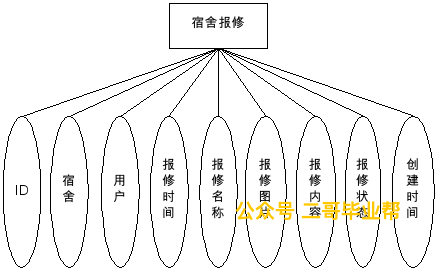 宿舍报修
ID
宿舍
用户
报修时间
报修名称
报修图片
报修内容
报修状态
创建时间
公众号 二哥毕业帮